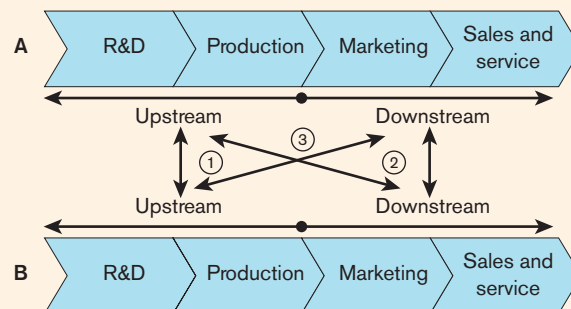 A
R&D
Production
Marketing
Sales and
service
Upstream
Downstream
3
1
2
Upstream
Downstream
B
R&D
Production
Marketing
Sales and
service